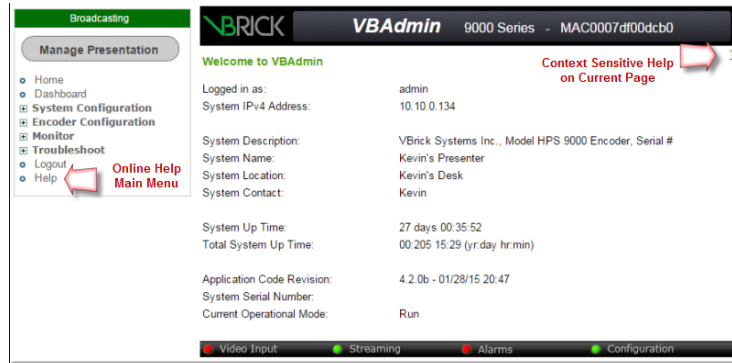 Broadcasting
Manage Presentation
Home
Dashboard
System Configuration
Encoder Configuration
Monitor
Troubleshoot
Logout
Help
Online Help
Main Menu
VBRICK VBAdmin 9000 Series - MAC0007df00dcb0
Welcome to VBAdmin
Context Sensitive Help
on Current Page
Logged in as: admin
System IPv4 Address: 10.10.0.134
System Description: VBrick Systems Inc., Model HPS 9000 Encoder, Serial #
System Name: Kevin's Presenter
System Location: Kevin's Desk
System Contact: Kevin
System Up Time: 27 days 00:35:52
Total System Up Time: 00:205 15:29 (yr:day hr:min)
Application Code Revision: 4.2.0b - 01/28/15 20:47
System Serial Number:
Current Operational Mode: Run
Video Input Streaming Alarms Configuration